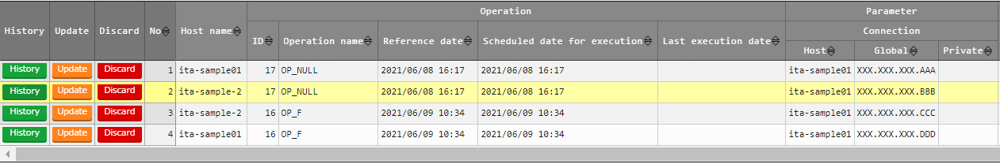 Operation Parameter
History Update Discard No Host name Connection
ID Operation name Reference date Scheduled date for execution Last execution date
Host Global Private
History Update Discard 1 ita-sample01 17 OP_NULL 2021/06/08 16:17 2021/06/08 16:17 ita-sample01 XXX.XXX.XXX.AAA
History Update Discard 2 ita-sample-2 17 OP_NULL 2021/06/08 16:17 2021/06/08 16:17 ita-sample01 XXX.XXX.XXX.BBB
History Update Discard 3 ita-sample-2 16 OP_F 2021/06/09 10:34 2021/06/09 10:34 ita-sample01 XXX.XXX.XXX.CCC
History Update Discard 4 ita-sample01 16 OP_F 2021/06/09 10:34 2021/06/09 10:34 ita-sample01 XXX.XXX.XXX.DDD